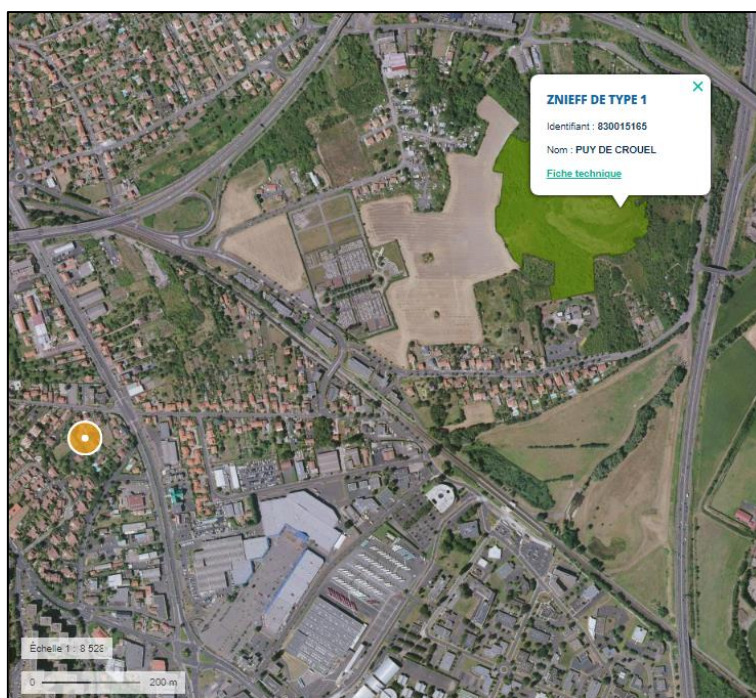 ZNIEFF DE TYPE 1
Identifiant : 830015165
Nom : PUY DE CROUEL
Fiche technique
Échelle 1 : 8 528
0 200 m